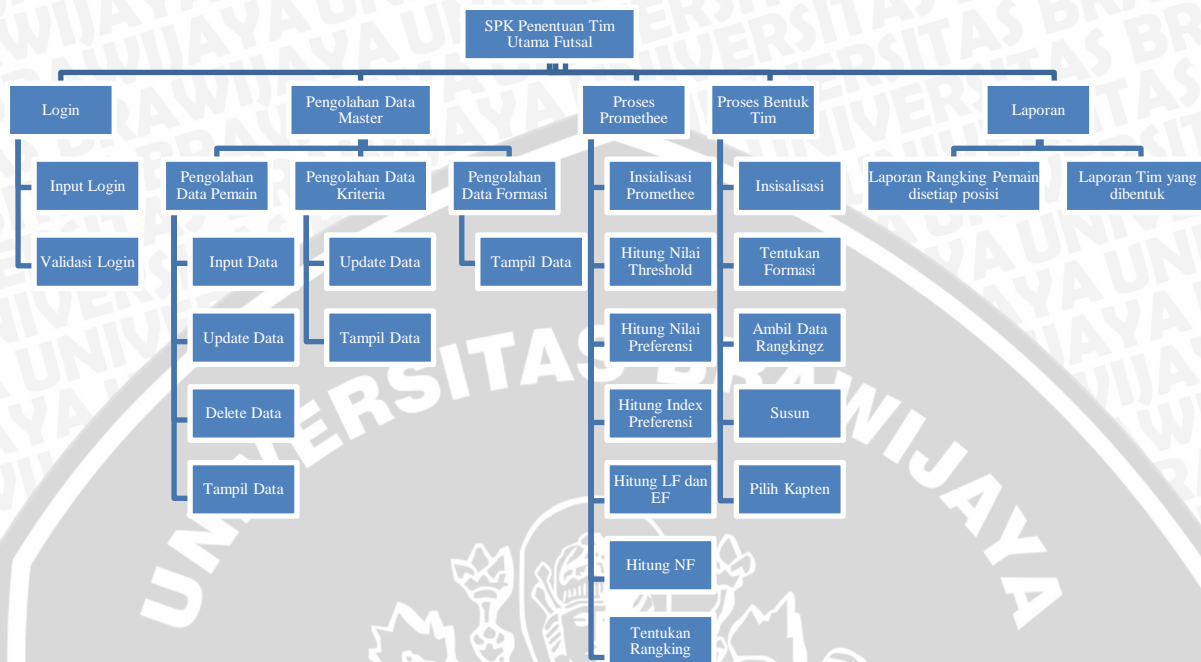 SPK Penentuan Tim
Utama Futsal
Login
Pengolahan Data
Master
Proses
Promethee
Proses Bentuk
Tim
Laporan
Input Login
Validasi Login
Pengolahan
Data Pemain
Input Data
Update Data
Delete Data
Tampil Data
Pengolahan Data
Kriteria
Update Data
Tampil Data
Pengolahan
Data Formasi
Tampil Data
Insialisasi
Promethee
Hitung Nilai
Threshold
Hitung Nilai
Preferensi
Hitung Index
Preferensi
Hitung LF dan
EF
Hitung NF
Tentukan
Rangking
Insisalisasi
Tentukan
Formasi
Ambil Data
Rangkingz
Susun
Pilih Kapten
Laporan Rangking Pemain
disetiap posisi
Laporan Tim yang
dibentuk
UNIVERSITAS BRAWIJAYA